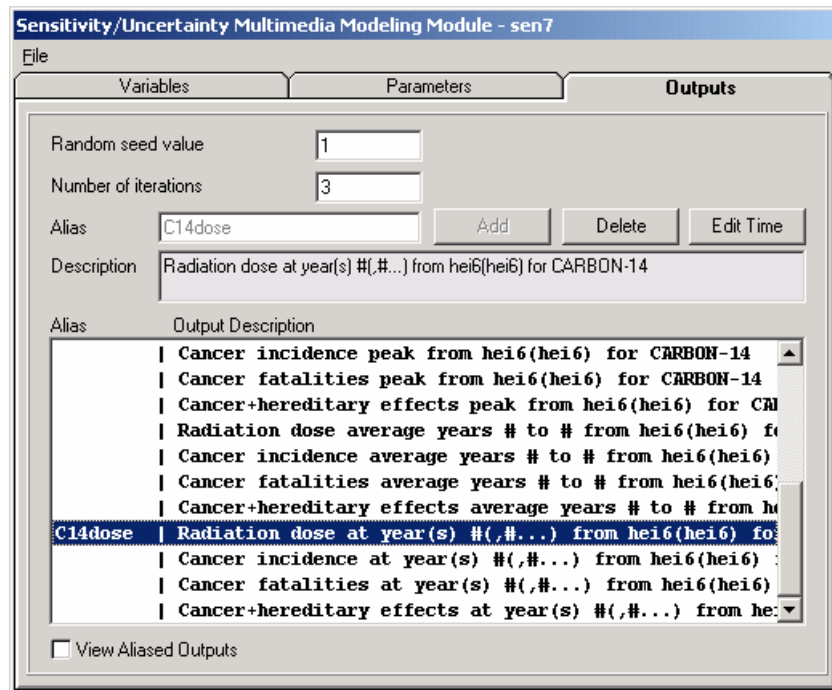 Sensitivity/Uncertainty Multimedia Modeling Module - sen7
File
Variables Parameters Outputs
Random seed value 1
Number of iterations 3
Alias C14dose Add Delete Edit Time
Description Radiation dose at year(s) #(,#...) from hei6(hei6) for CARBON-14
Alias Output Description
| Cancer incidence peak from hei6(hei6) for CARBON-14
| Cancer fatalities peak from hei6(hei6) for CARBON-14
| Cancer+hereditary effects peak from hei6(hei6) for CA
| Radiation dose average years # to # from hei6(hei6) f
| Cancer incidence average years # to # from hei6(hei6)
| Cancer fatalities average years # to # from hei6(hei6)
| Cancer+hereditary effects average years # to # from h
C14dose | Radiation dose at year(s) #(,#...) from hei6(hei6) fo
| Cancer incidence at year(s) #(,#...) from hei6(hei6)
| Cancer fatalities at year(s) #(,#...) from hei6(hei6)
| Cancer+hereditary effects at year(s) #(,#...) from he
View Aliased Outputs